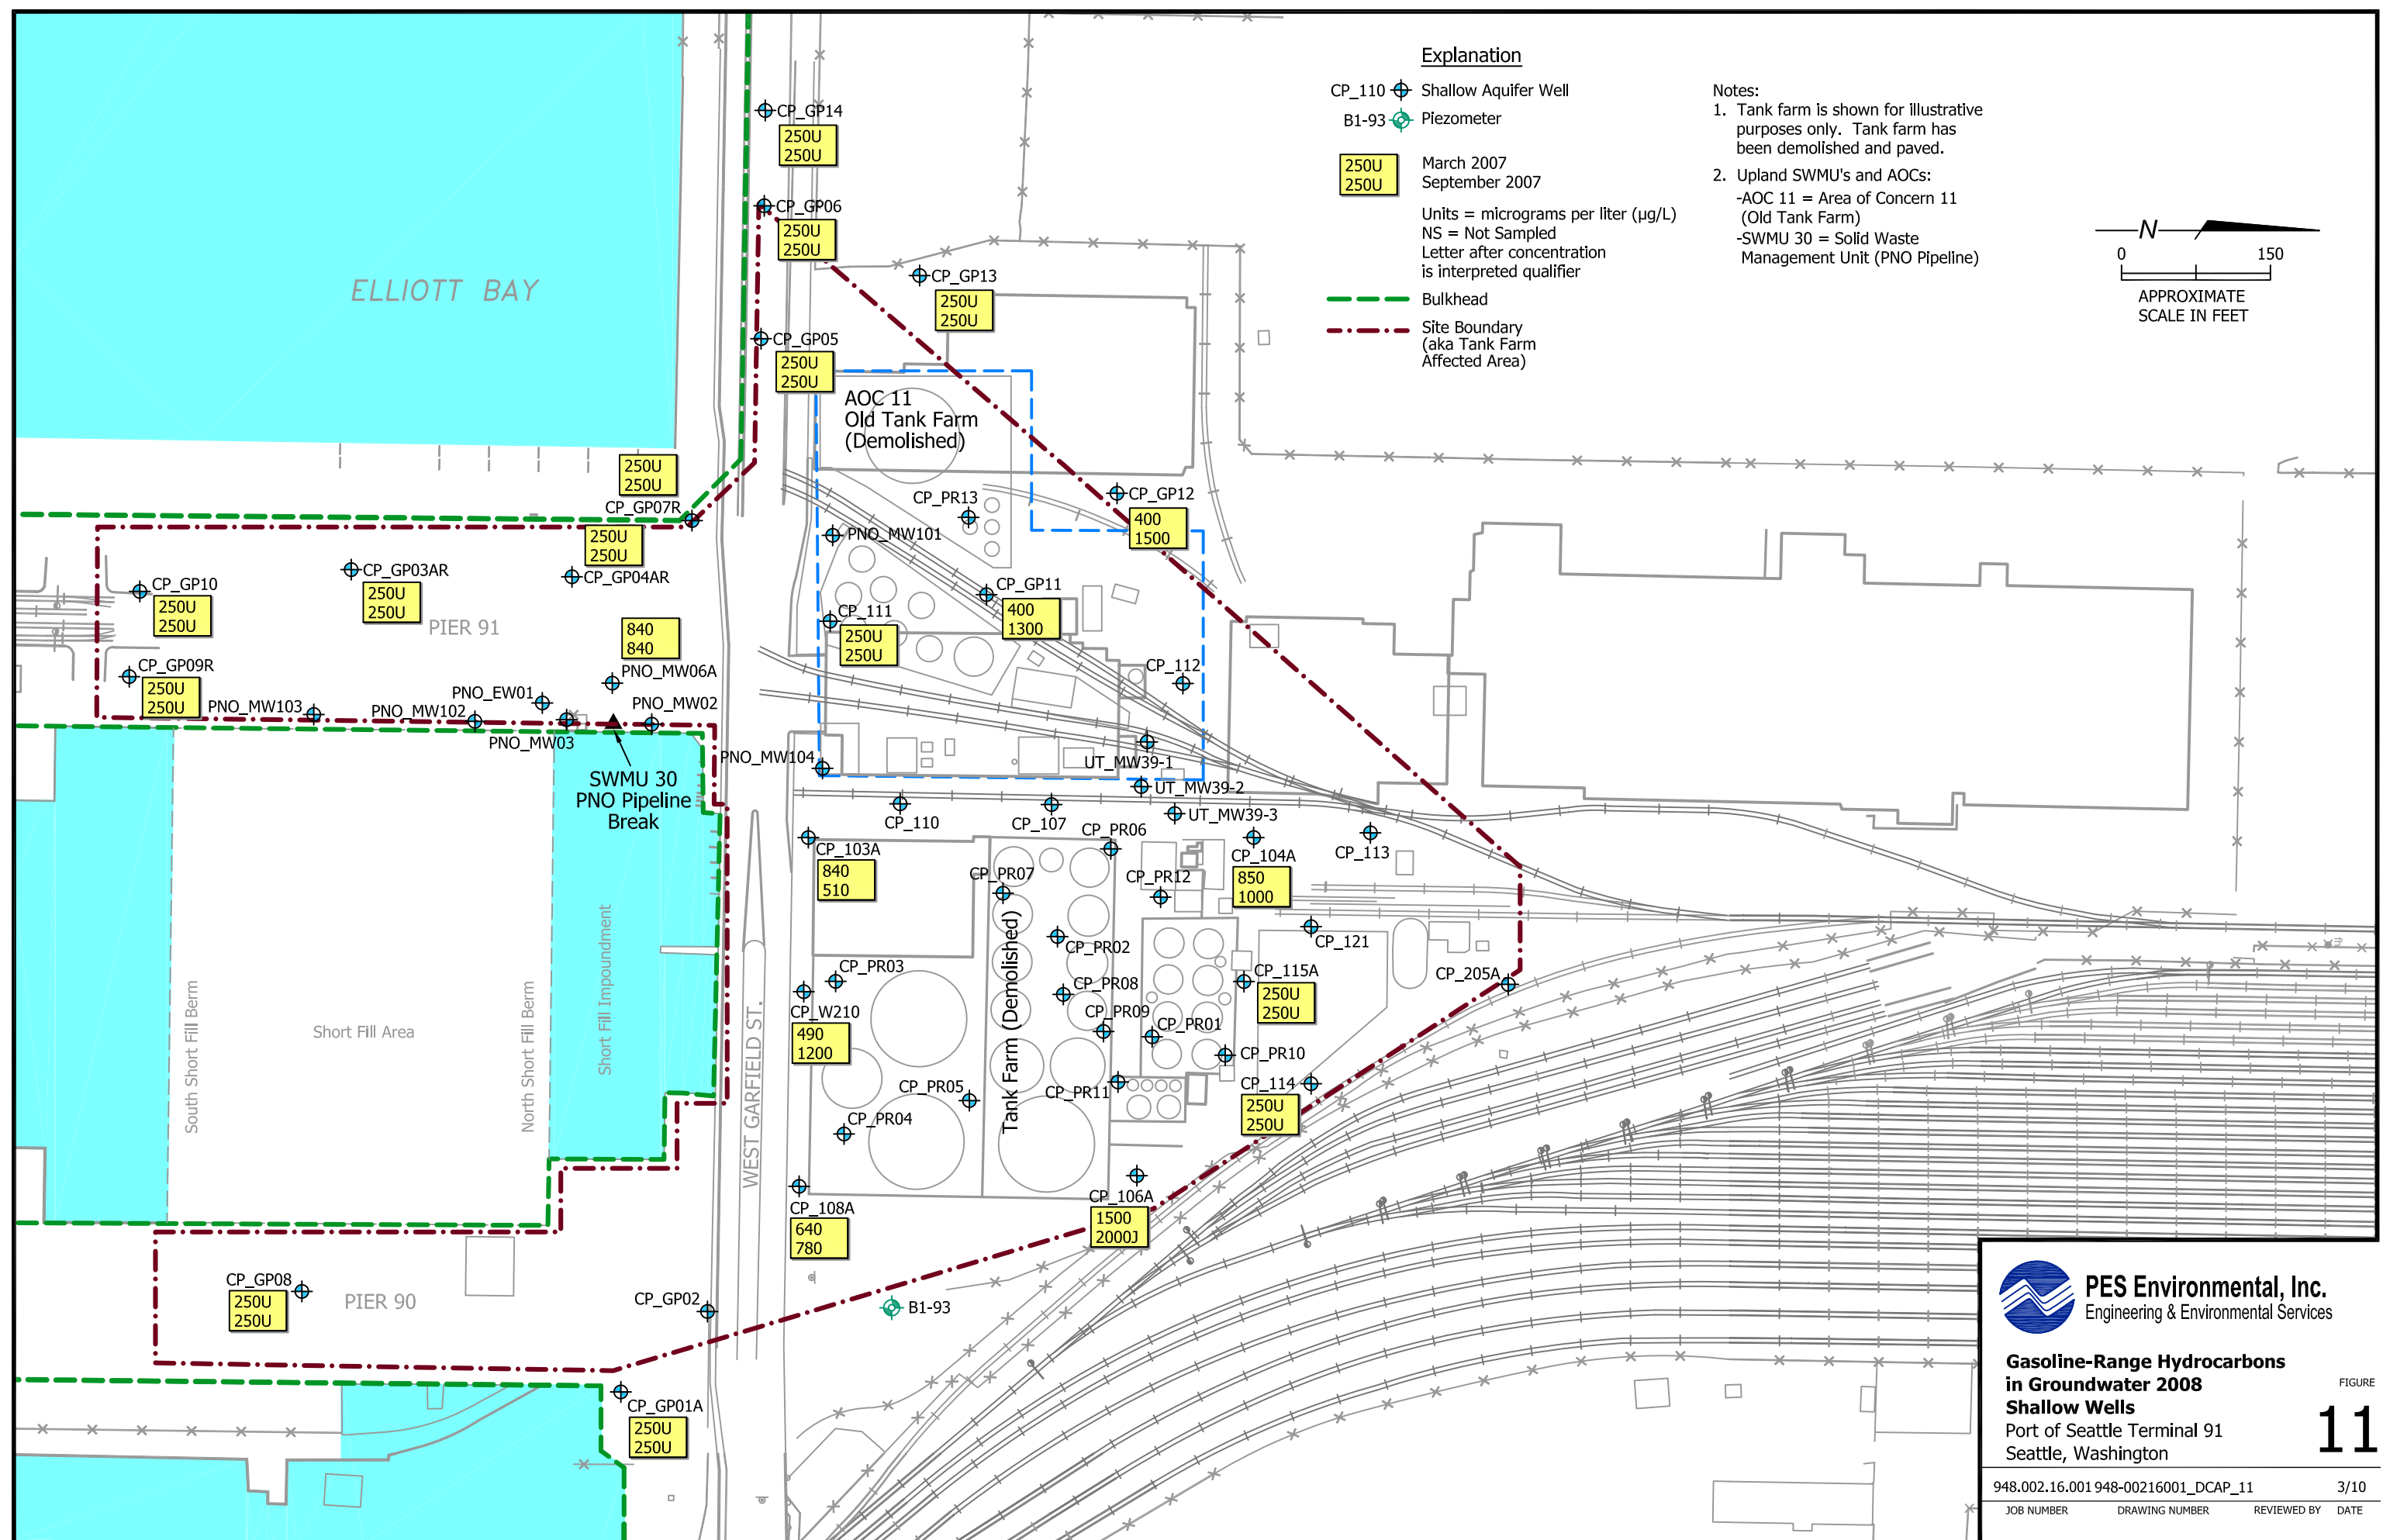 Explanation
CP_110 Shallow Aquifer Well
B1-93 Piezometer
250U
250U
March 2007
September 2007
Units = micrograms per liter (µg/L)
NS = Not Sampled
Letter after concentration
is interpreted qualifier
Bulkhead
Site Boundary
(aka Tank Farm
Affected Area)
Notes:
1. Tank farm is shown for illustrative
purposes only. Tank farm has
been demolished and paved.
2. Upland SWMU's and AOCs:
-AOC 11 = Area of Concern 11
(Old Tank Farm)
-SWMU 30 = Solid Waste
Management Unit (PNO Pipeline)
N
0 150
APPROXIMATE
SCALE IN FEET
ELLIOTT BAY
CP_GP14
250U
250U
CP_GP06
250U
250U
CP_GP13
250U
250U
CP_GP05
250U
250U
AOC 11
Old Tank Farm
(Demolished)
250U
250U
CP_GP07R
CP_PR13
PNO_MW101
CP_GP12
400
1500
250U
250U
CP_GP04AR
CP_GP03AR
250U
250U
CP_GP10
250U
250U
PIER 91
CP_GP11
400
1300
CP_111
250U
250U
840
840
PNO_MW06A
CP_GP09R
250U
250U
PNO_MW103
PNO_MW102
PNO_EW01
PNO_MW02
PNO_MW03
CP_112
PNO_MW104
SWMU 30
PNO Pipeline
Break
UT_MW39-1
UT_MW39-2
UT_MW39-3
CP_110
CP_107
CP_PR06
CP_103A
840
510
CP_104A
850
1000
CP_113
CP_PR07
CP_PR12
CP_PR02
CP_121
CP_PR03
CP_PR08
CP_115A
250U
250U
CP_205A
CP_W210
490
1200
CP_PR09
CP_PR01
CP_PR10
Tank Farm (Demolished)
CP_PR05
CP_PR11
CP_114
250U
250U
CP_PR04
South Short Fill Berm
Short Fill Area
North Short Fill Berm
Short Fill Impoundment
WEST GARFIELD ST.
CP_108A
640
780
CP_106A
1500
2000J
CP_GP08
250U
250U
PIER 90
CP_GP02
B1-93
CP_GP01A
250U
250U
PES Environmental, Inc.
Engineering & Environmental Services
Gasoline-Range Hydrocarbons
in Groundwater 2008
Shallow Wells
Port of Seattle Terminal 91
Seattle, Washington
FIGURE
11
948.002.16.001 948-00216001_DCAP_11 3/10
JOB NUMBER DRAWING NUMBER REVIEWED BY DATE